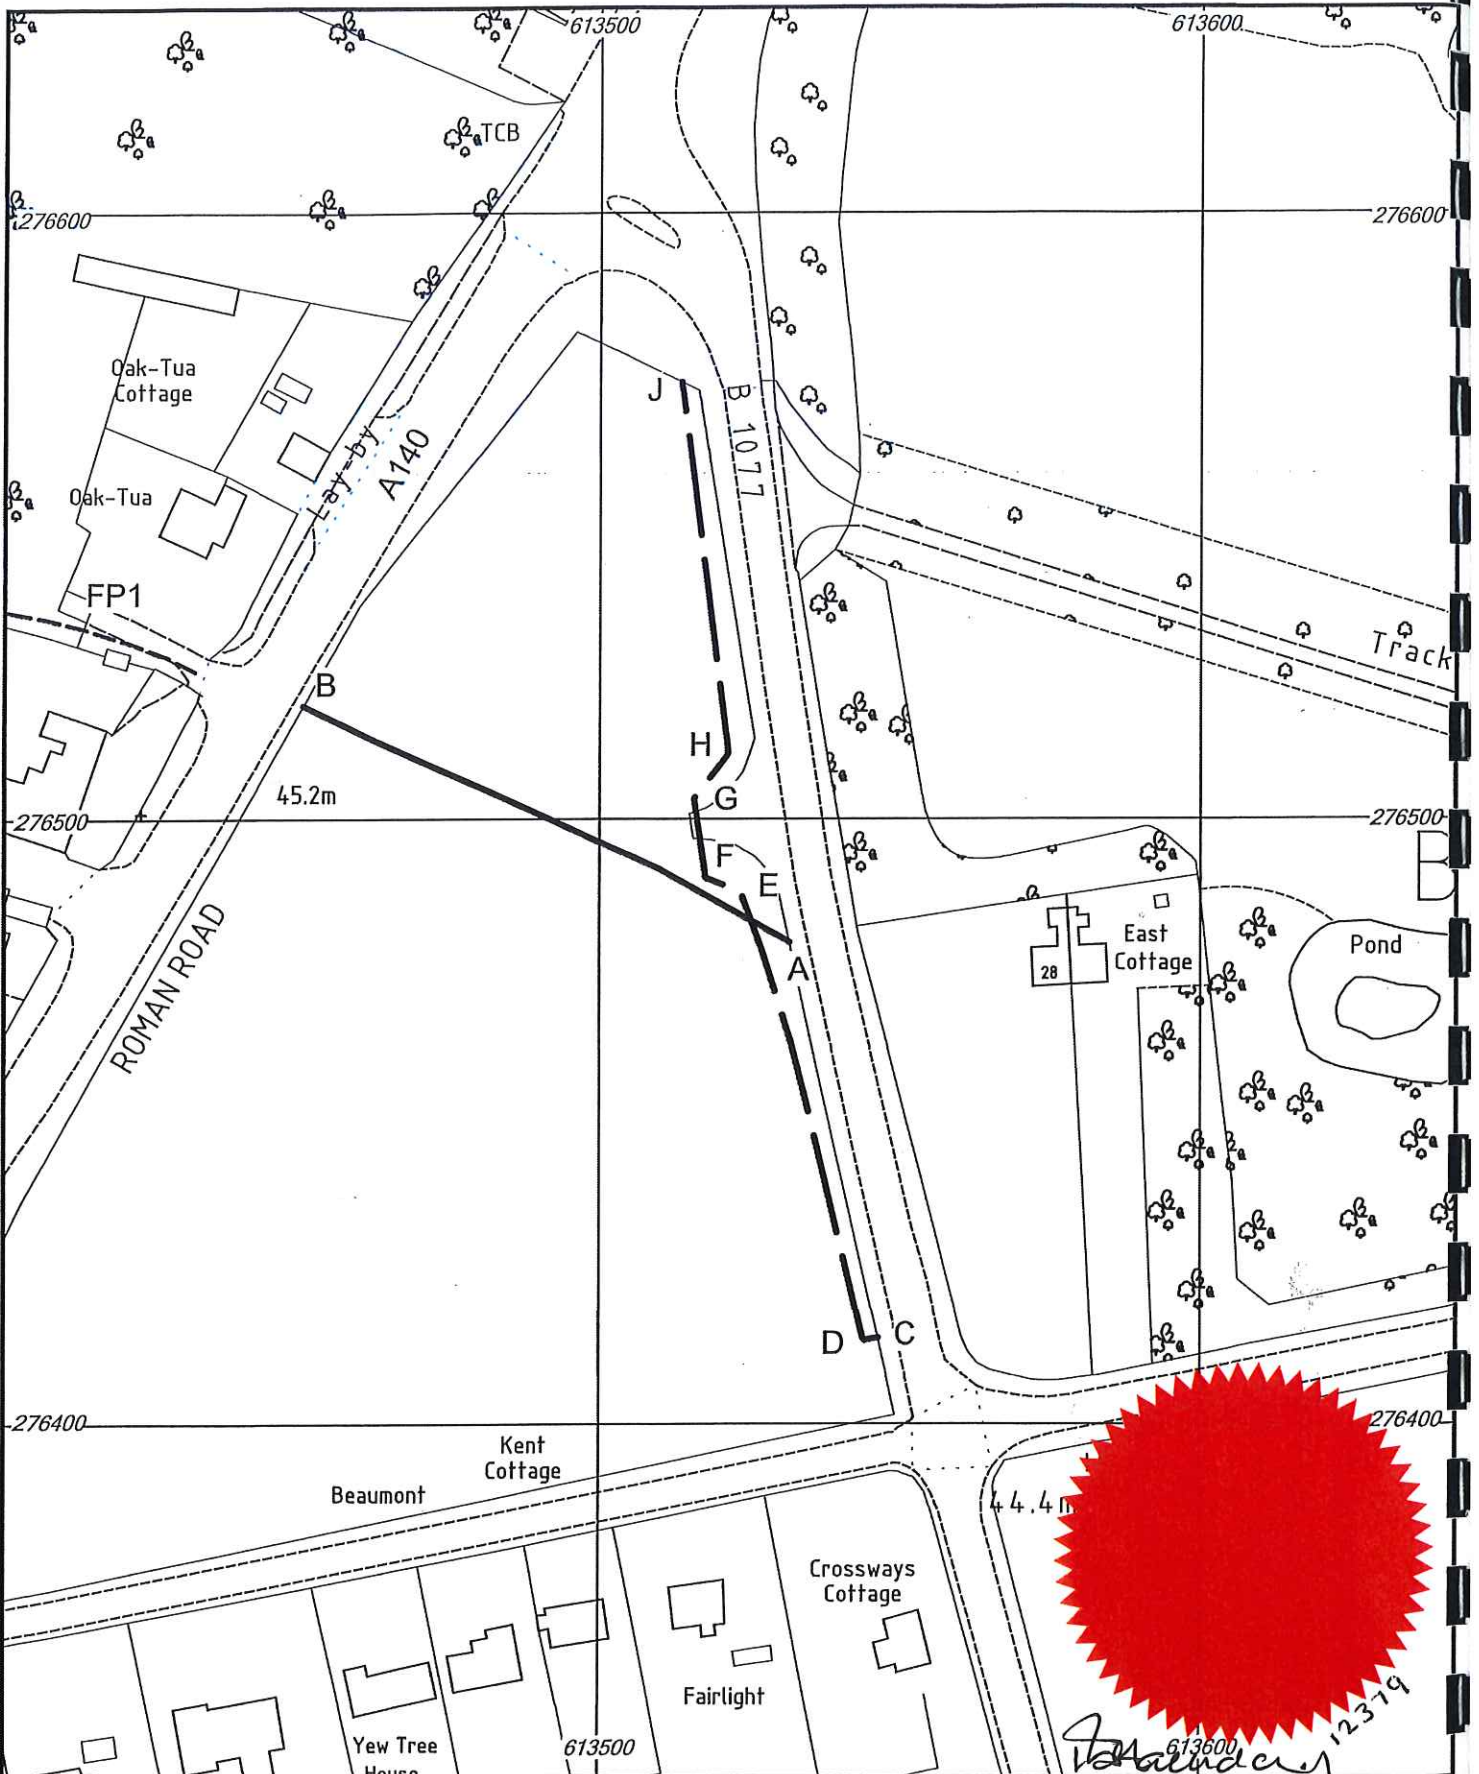 613500
613600
TCB
276600
276600
Oak-Tua
Cottage
J
B 1077
Lay-by
A140
Oak-Tua
FP1
Track
B
H
45.2m
G
276500
276500
B
F
E
East
Cottage
Pond
A
28
ROMAN ROAD
D
C
276400
276400
Kent
Cottage
Beaumont
44.4m
Crossways
Cottage
Fairlight
Yew Tree
House
613500
613600
12379